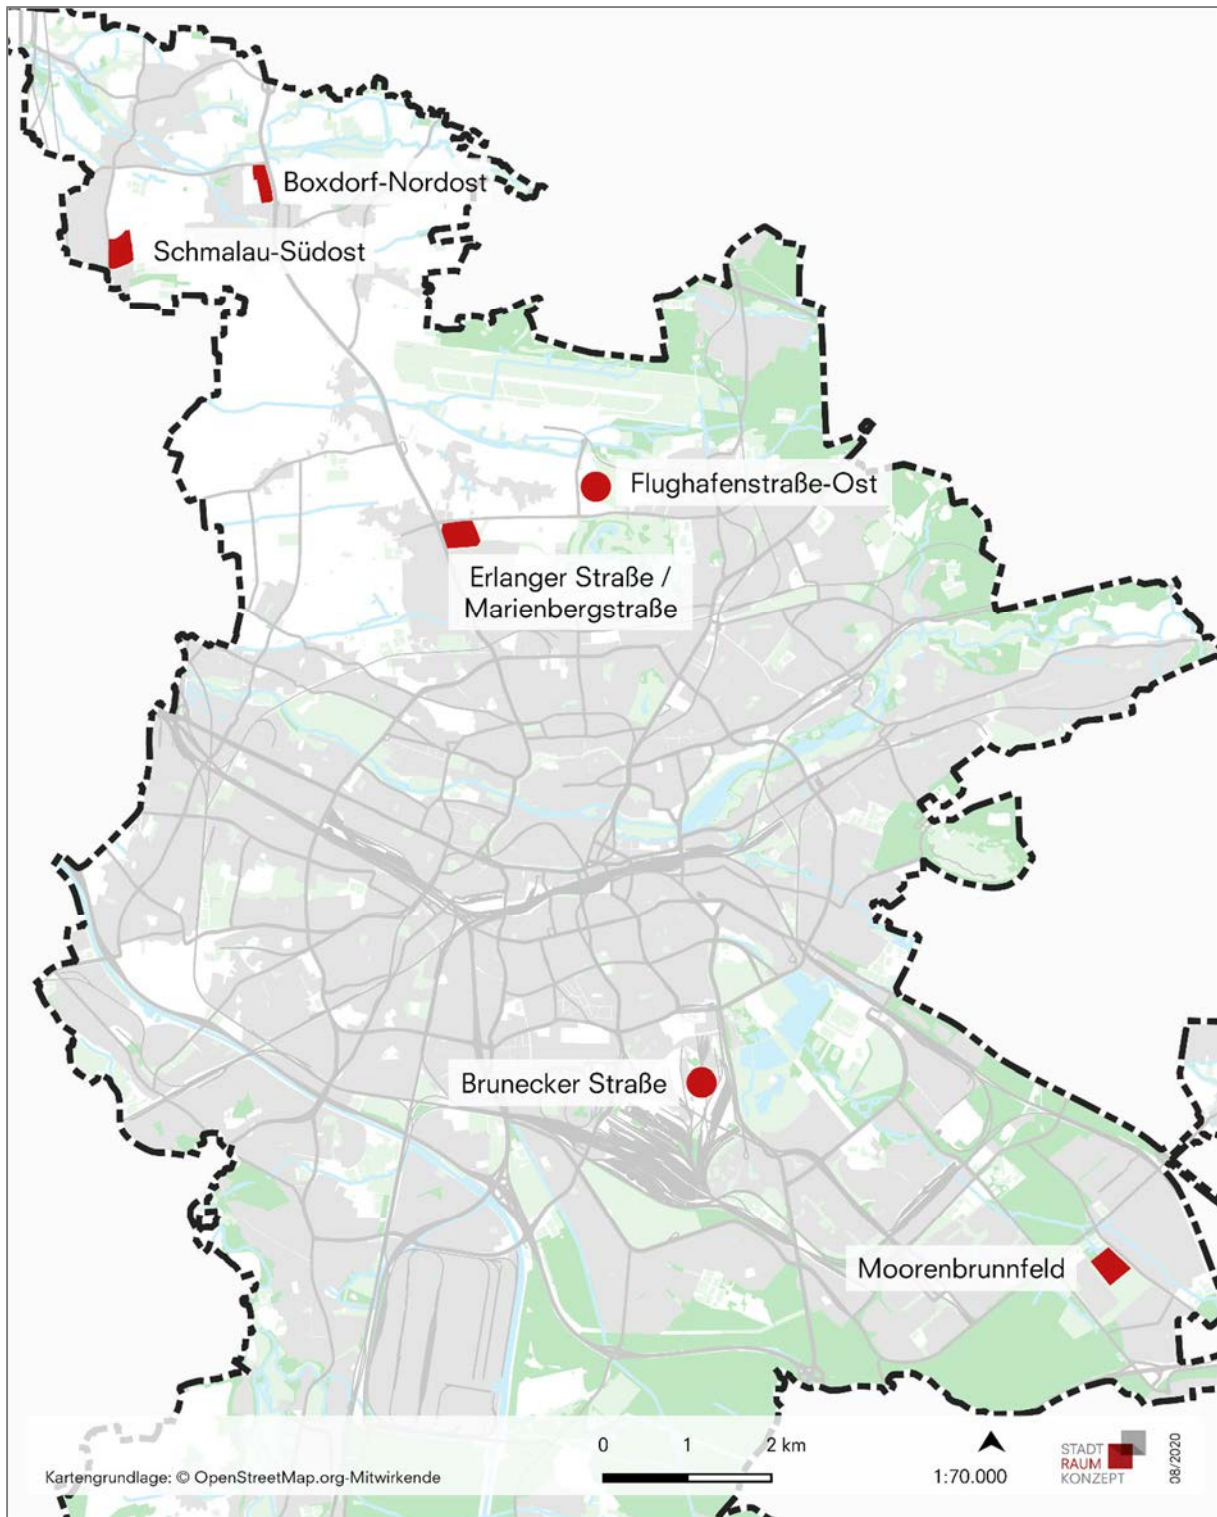 Boxdorf-Nordost
Schmalau-Südost
Flughafenstraße-Ost
Erlanger Straße /
Marienbergstraße
Brunecker Straße
Moorenbrunnfeld
0 1 2 km
Kartengrundlage: © OpenStreetMap.org-Mitwirkende
1:70.000
STADT
RAUM
KONZEPT
08/2020